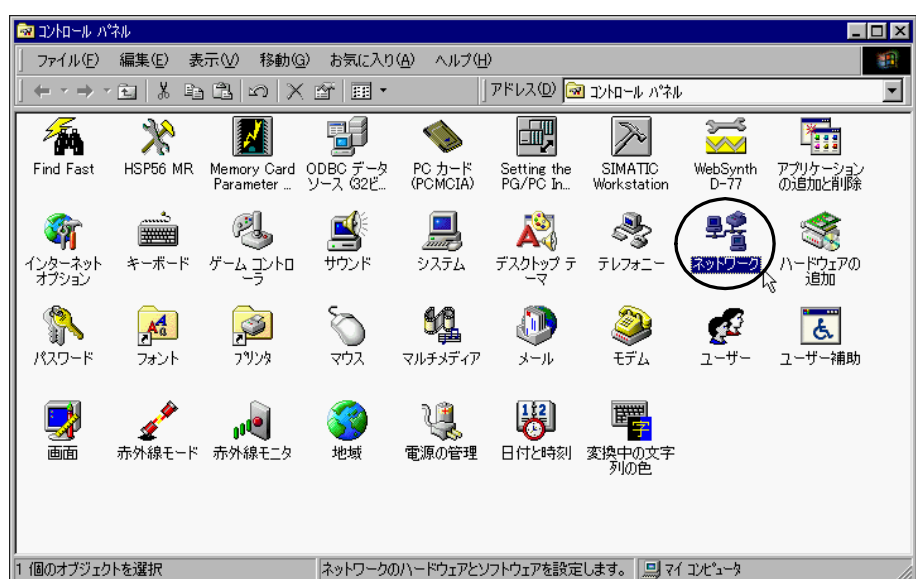 コントロール パネル
ファイル(F) 編集(E) 表示(V) 移動(G) お気に入り(A) ヘルプ(H)
アドレス(D) コントロール パネル
Find Fast
HSP56 MR
Memory Card
Parameter ...
ODBC データ
ソース (32ビ...
PC カード
(PCMCIA)
Setting the
PG/PC In...
SIMATIC
Workstation
WebSynth
D-77
アプリケーション
の追加と削除
インターネット
オプション
キーボード
ゲーム コントロ
ーラ
サウンド
システム
デスクトップ テ
ーマ
テレフォニー
ネットワーク
ハードウェアの
追加
パスワード
フォント
プリンタ
マウス
マルチメディア
メール
モデム
ユーザー
ユーザー補助
画面
赤外線モード
赤外線モニタ
地域
電源の管理
日付と時刻
変換中の文字
列の色
1 個のオブジェクトを選択
ネットワークのハードウェアとソフトウェアを設定します。
マイ コンピュータ